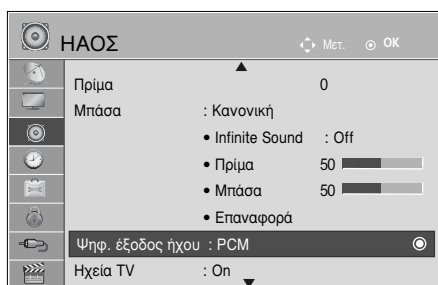 ΗΑΟΣ Μετ. OK
Πρίμα 0
Μπάσα : Κανονική
• Infinite Sound : Off
• Πρίμα 50
• Μπάσα 50
• Επαναφορά
Ψηφ. έξοδος ήχου : PCM
Ηχεία TV : On